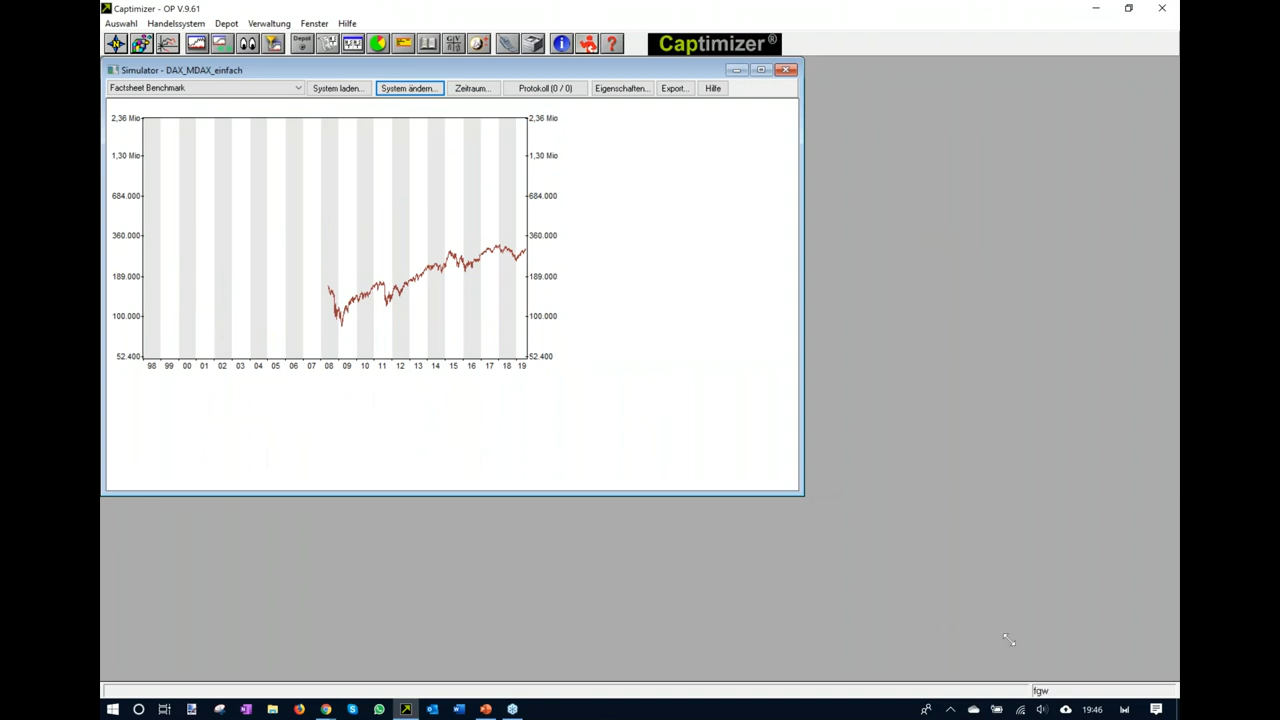 Captimizer - OP V.9.61
Auswahl Handelssystem Depot Verwaltung Fenster Hilfe
Depot
G/V
Captimizer®
Simulator - DAX_MDAX_einfach
Factsheet Benchmark System laden... System ändern... Zeitraum... Protokoll (0 / 0) Eigenschaften... Export... Hilfe
2,36 Mio 2,36 Mio
1,30 Mio 1,30 Mio
684.000 684.000
360.000 360.000
189.000 189.000
100.000 100.000
52.400 52.400
98 99 00 01 02 03 04 05 06 07 08 09 10 11 12 13 14 15 16 17 18 19
fgw
19:46